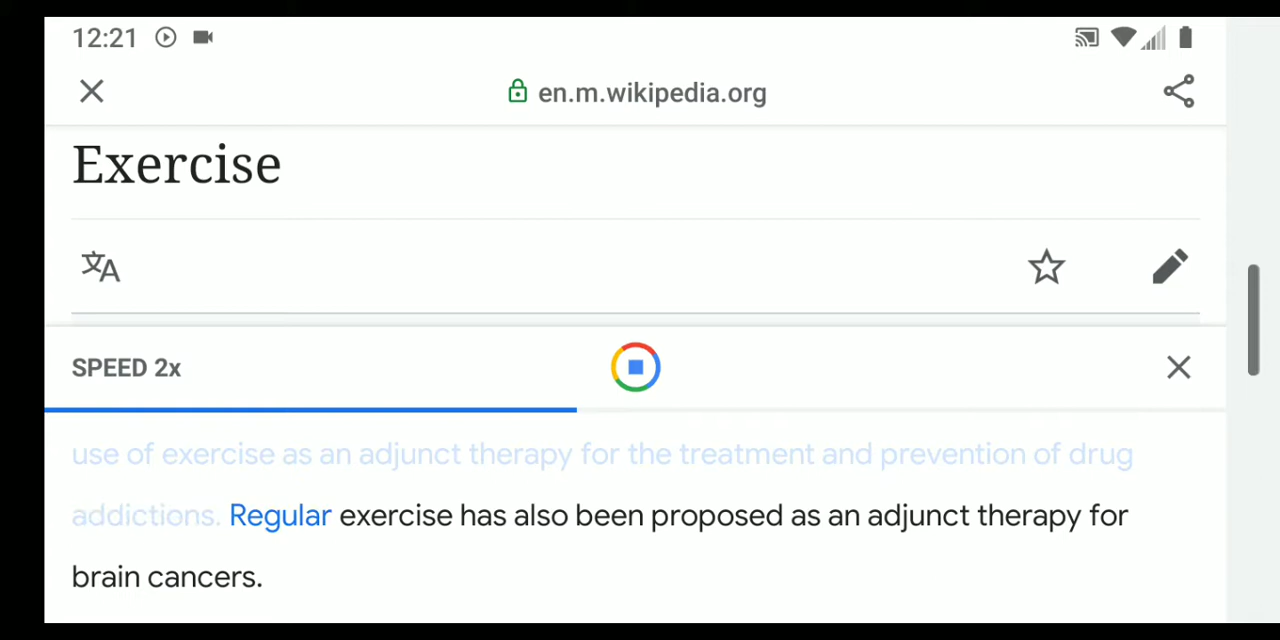 12:21
en.m.wikipedia.org
Exercise
SPEED 2x
use of exercise as an adjunct therapy for the treatment and prevention of drug
addictions. Regular exercise has also been proposed as an adjunct therapy for
brain cancers.